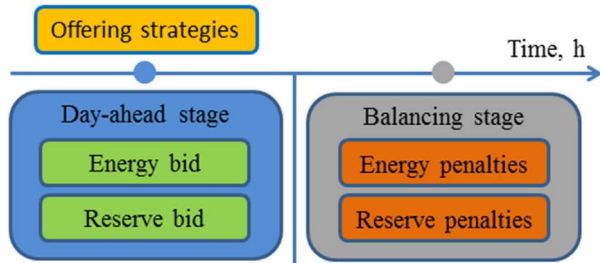 Offering strategies
Time, h
Day-ahead stage
Energy bid
Reserve bid
Balancing stage
Energy penalties
Reserve penalties